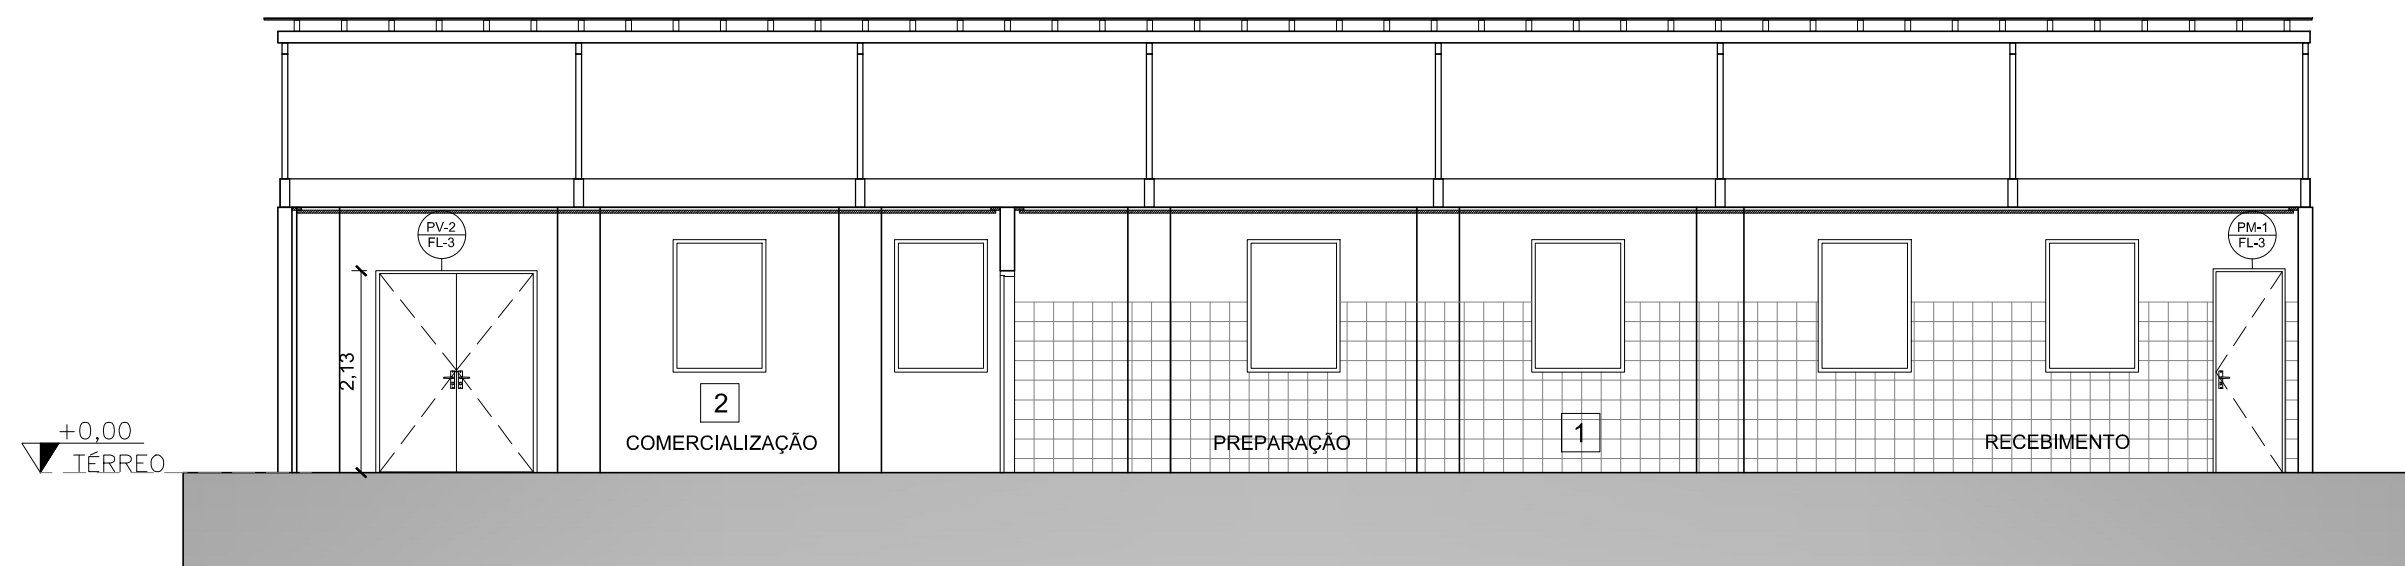 PV-2
FL-3
PM-1
FL-3
2,13
2
1
COMERCIALIZAÇÃO
PREPARAÇÃO
RECEBIMENTO
+0,00
TÉRREO